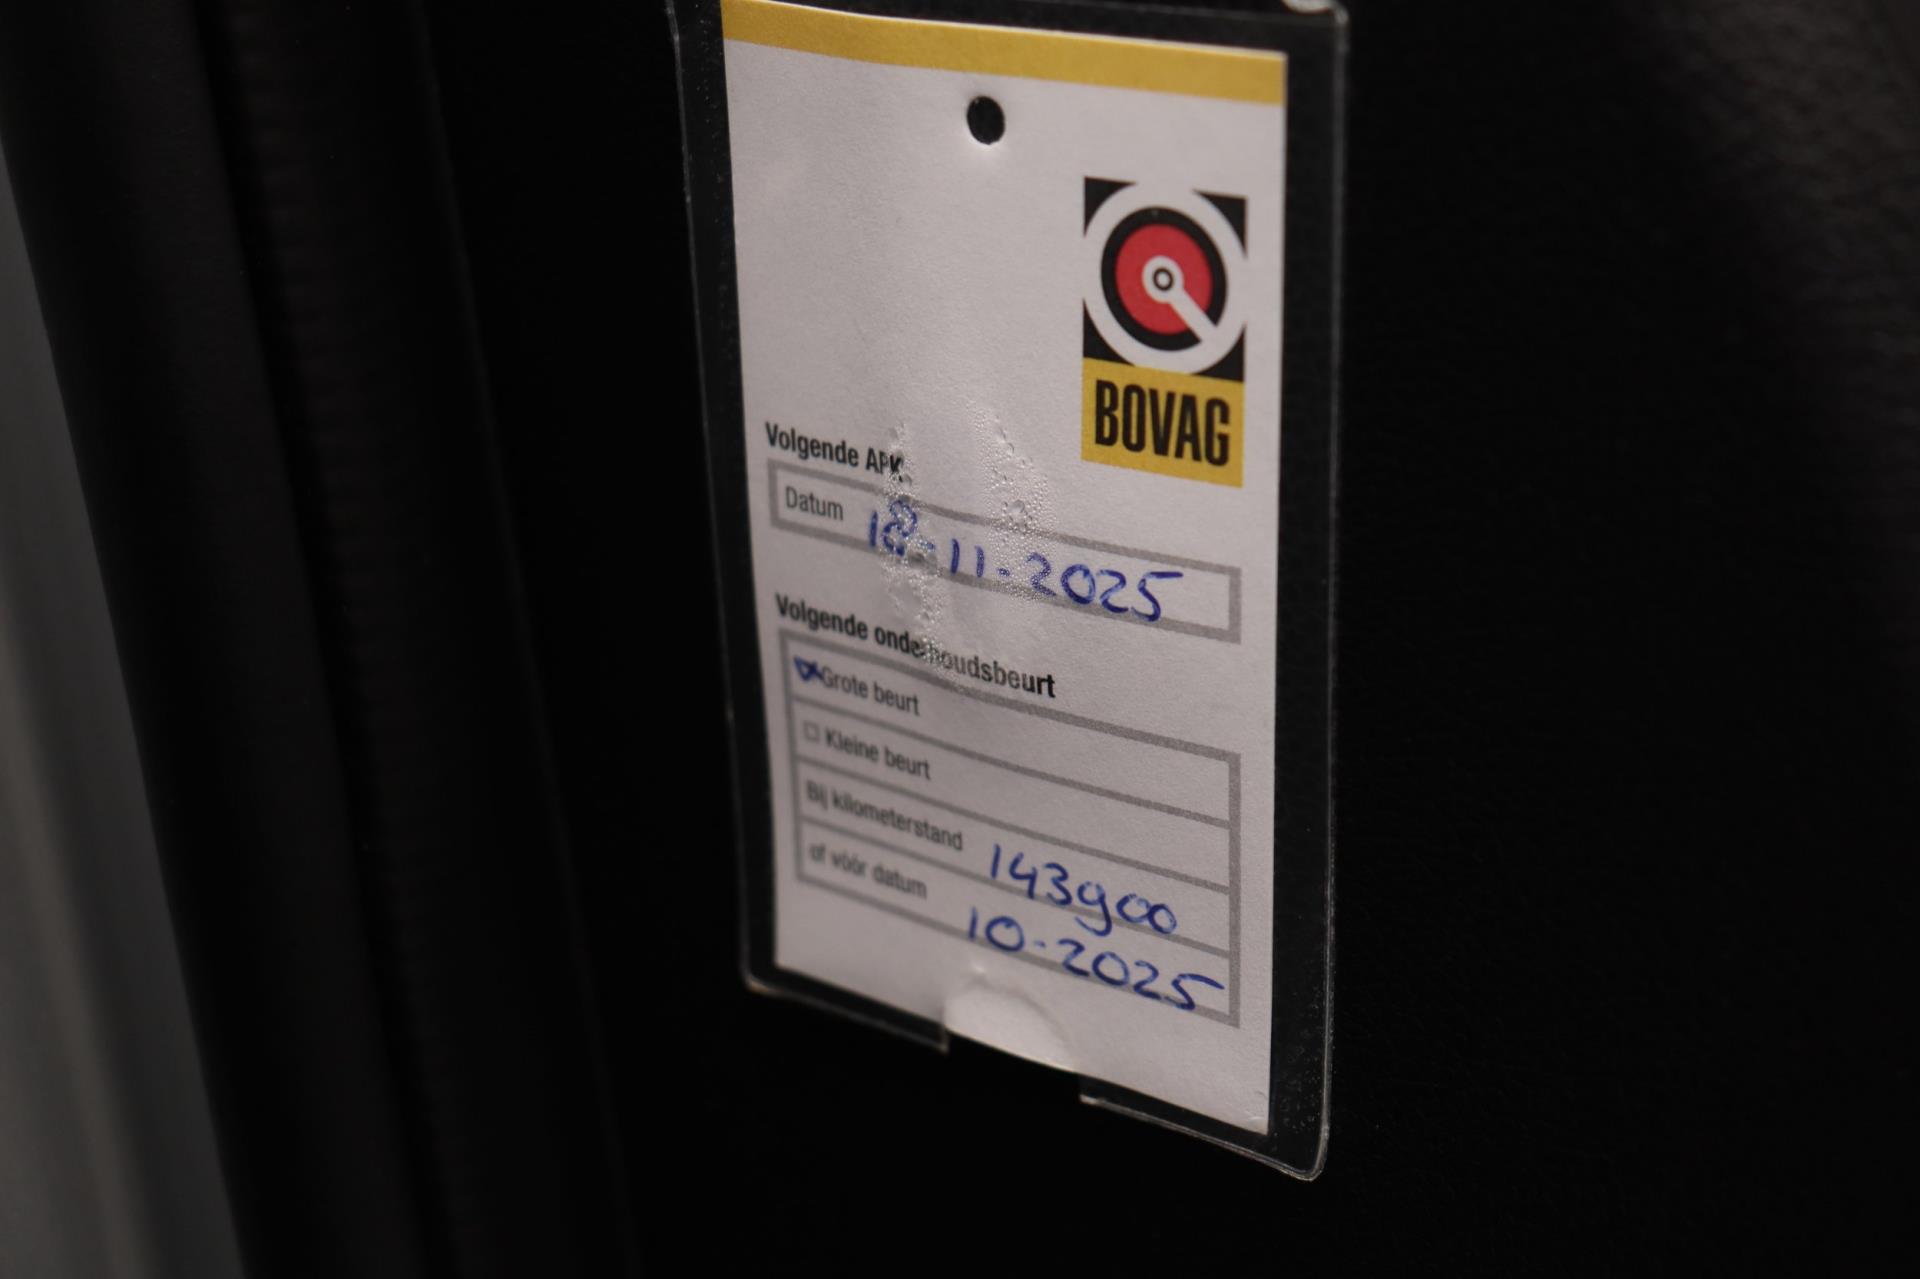 BOVAG
Volgende APK
Datum 18-11-2025
Volgende onderhoudsbeurt
Grote beurt
Kleine beurt
Bij kilometerstand 143900
of vóór datum 10-2025